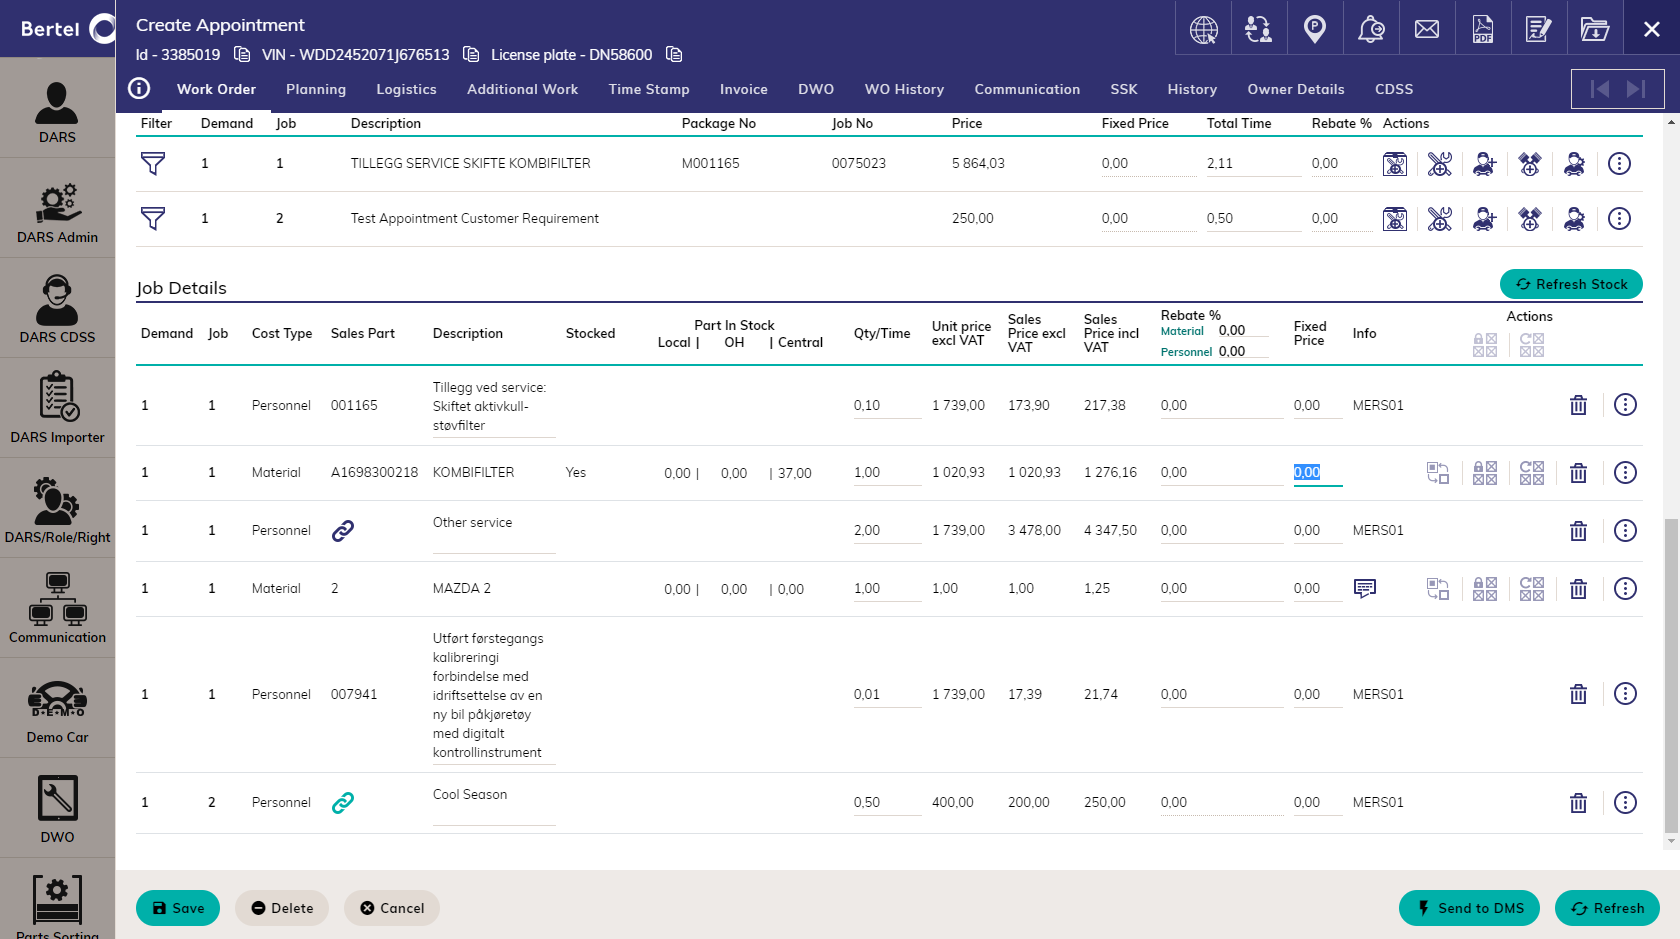 Bertel
Create Appointment
Id - 3385019 VIN - WDD2452071J676513 License plate - DN58600
Work Order Planning Logistics Additional Work Time Stamp Invoice DWO WO History Communication SSK History Owner Details CDSS
PDF
P
DARS
DARS Admin
DARS CDSS
DARS Importer
DARS/Role/Right
Communication
D·E·M·O
Demo Car
DWO
Parts Sorting
Filter Demand Job Description Package No Job No Price Fixed Price Total Time Rebate % Actions
1 1 TILLEGG SERVICE SKIFTE KOMBIFILTER M001165 0075023 5 864,03 0,00 2,11 0,00
1 2 Test Appointment Customer Requirement 250,00 0,00 0,50 0,00
Job Details
Refresh Stock
Demand Job Cost Type Sales Part Description Stocked Part In Stock Local | OH | Central Qty/Time Unit price excl VAT Sales Price excl VAT Sales Price incl VAT Rebate % Material 0,00 Personnel 0,00 Fixed Price Info Actions
1 1 Personnel 001165 Tillegg ved service:
Skiftet aktivkull-
støvfilter 0,10 1 739,00 173,90 217,38 0,00 0,00 MERS01
1 1 Material A1698300218 KOMBIFILTER Yes 0,00 | 0,00 | 37,00 1,00 1 020,93 1 020,93 1 276,16 0,00 0,00
1 1 Personnel Other service 2,00 1 739,00 3 478,00 4 347,50 0,00 0,00 MERS01
1 1 Material 2 MAZDA 2 0,00 | 0,00 | 0,00 1,00 1,00 1,00 1,25 0,00 0,00
1 1 Personnel 007941 Utført førstegangs
kalibreringi
forbindelse med
idriftsettelse av en
ny bil påkjøretøy
med digitalt
kontrollinstrument 0,01 1 739,00 17,39 21,74 0,00 0,00 MERS01
1 2 Personnel Cool Season 0,50 400,00 200,00 250,00 0,00 0,00 MERS01
Save Delete Cancel Send to DMS Refresh